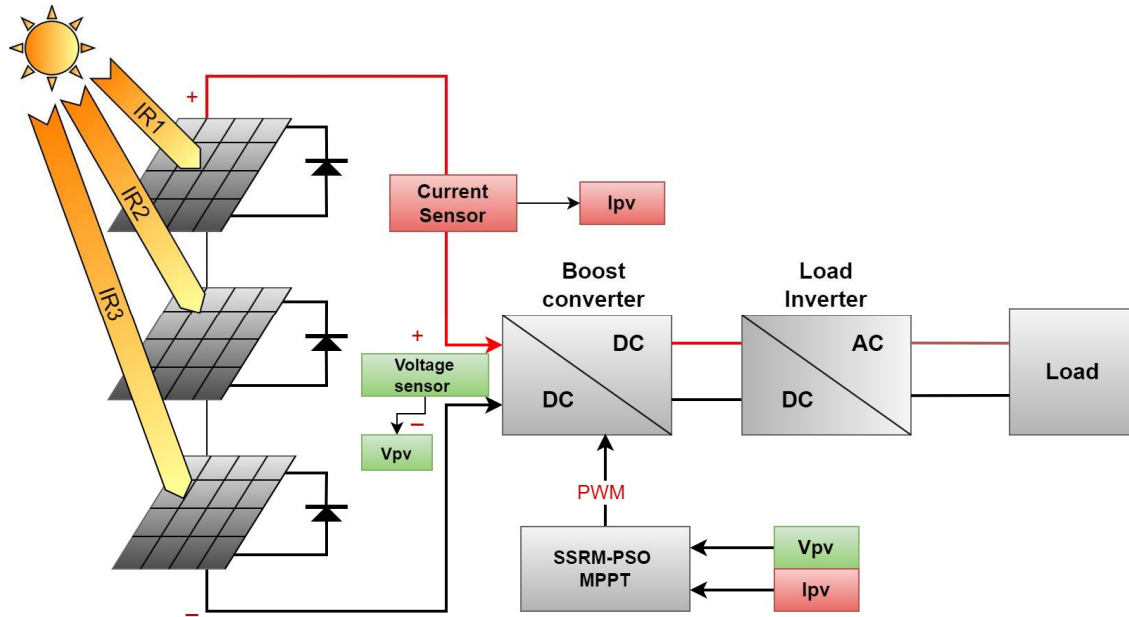 IR1
IR2
IR3
+
Current
Sensor
Ipv
Boost
converter
Load
Inverter
+
Voltage
sensor
–
Vpv
DC
DC
AC
DC
Load
PWM
SSRM-PSO
MPPT
Vpv
Ipv
–